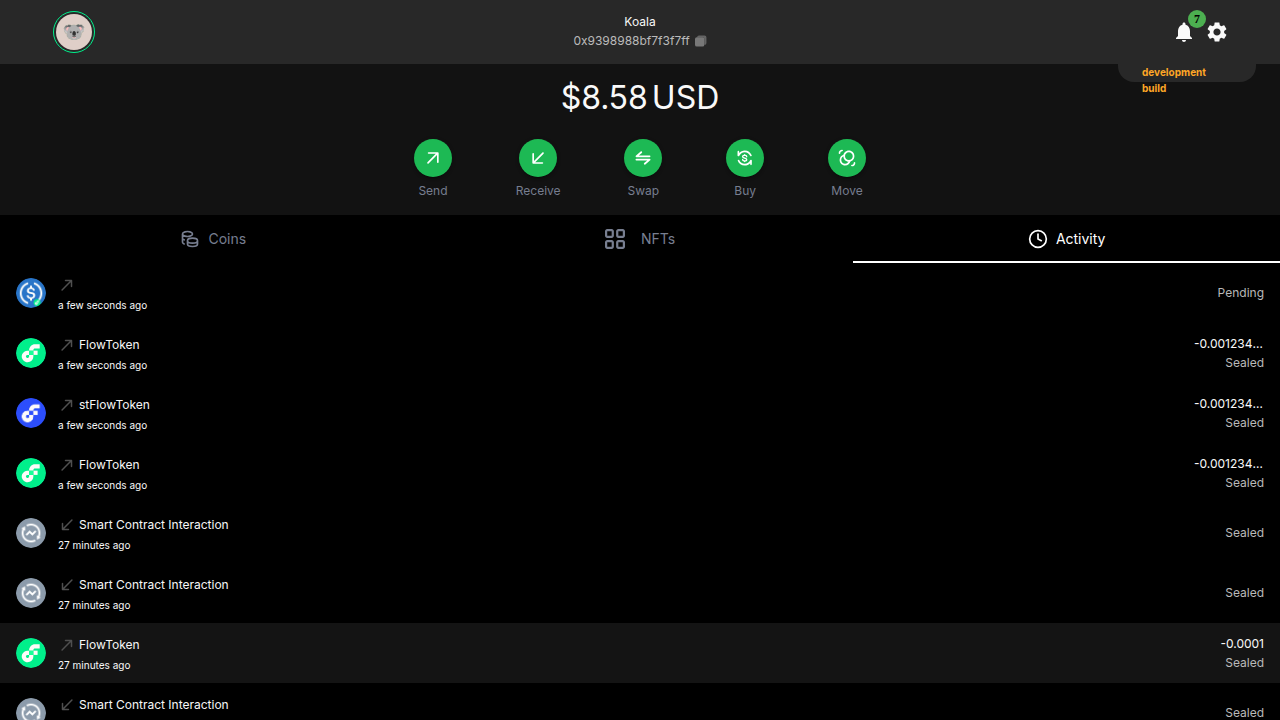 Koala
0x9398988bf7f3f7ff
7
development
build
$8.58 USD
Send
Receive
Swap
Buy
Move
Coins
NFTs
Activity
a few seconds ago
Pending
FlowToken
-0.001234...
a few seconds ago
Sealed
stFlowToken
-0.001234...
a few seconds ago
Sealed
FlowToken
-0.001234...
a few seconds ago
Sealed
Smart Contract Interaction
27 minutes ago
Sealed
Smart Contract Interaction
27 minutes ago
Sealed
FlowToken
-0.0001
27 minutes ago
Sealed
Smart Contract Interaction
Sealed